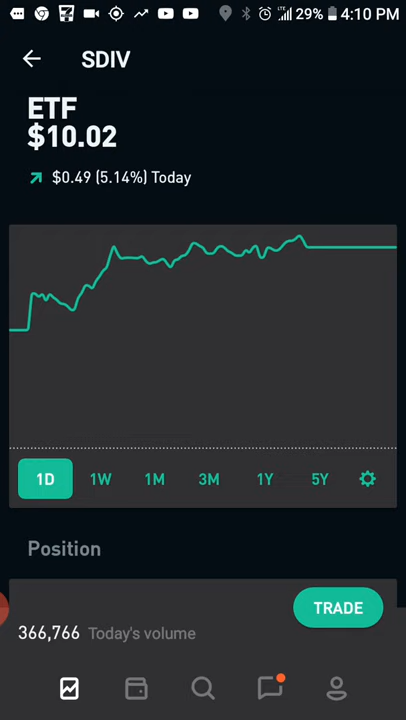 29% 4:10 PM
SDIV
ETF
$10.02
$0.49 (5.14%) Today
1D 1W 1M 3M 1Y 5Y
Position
TRADE
366,766 Today's volume